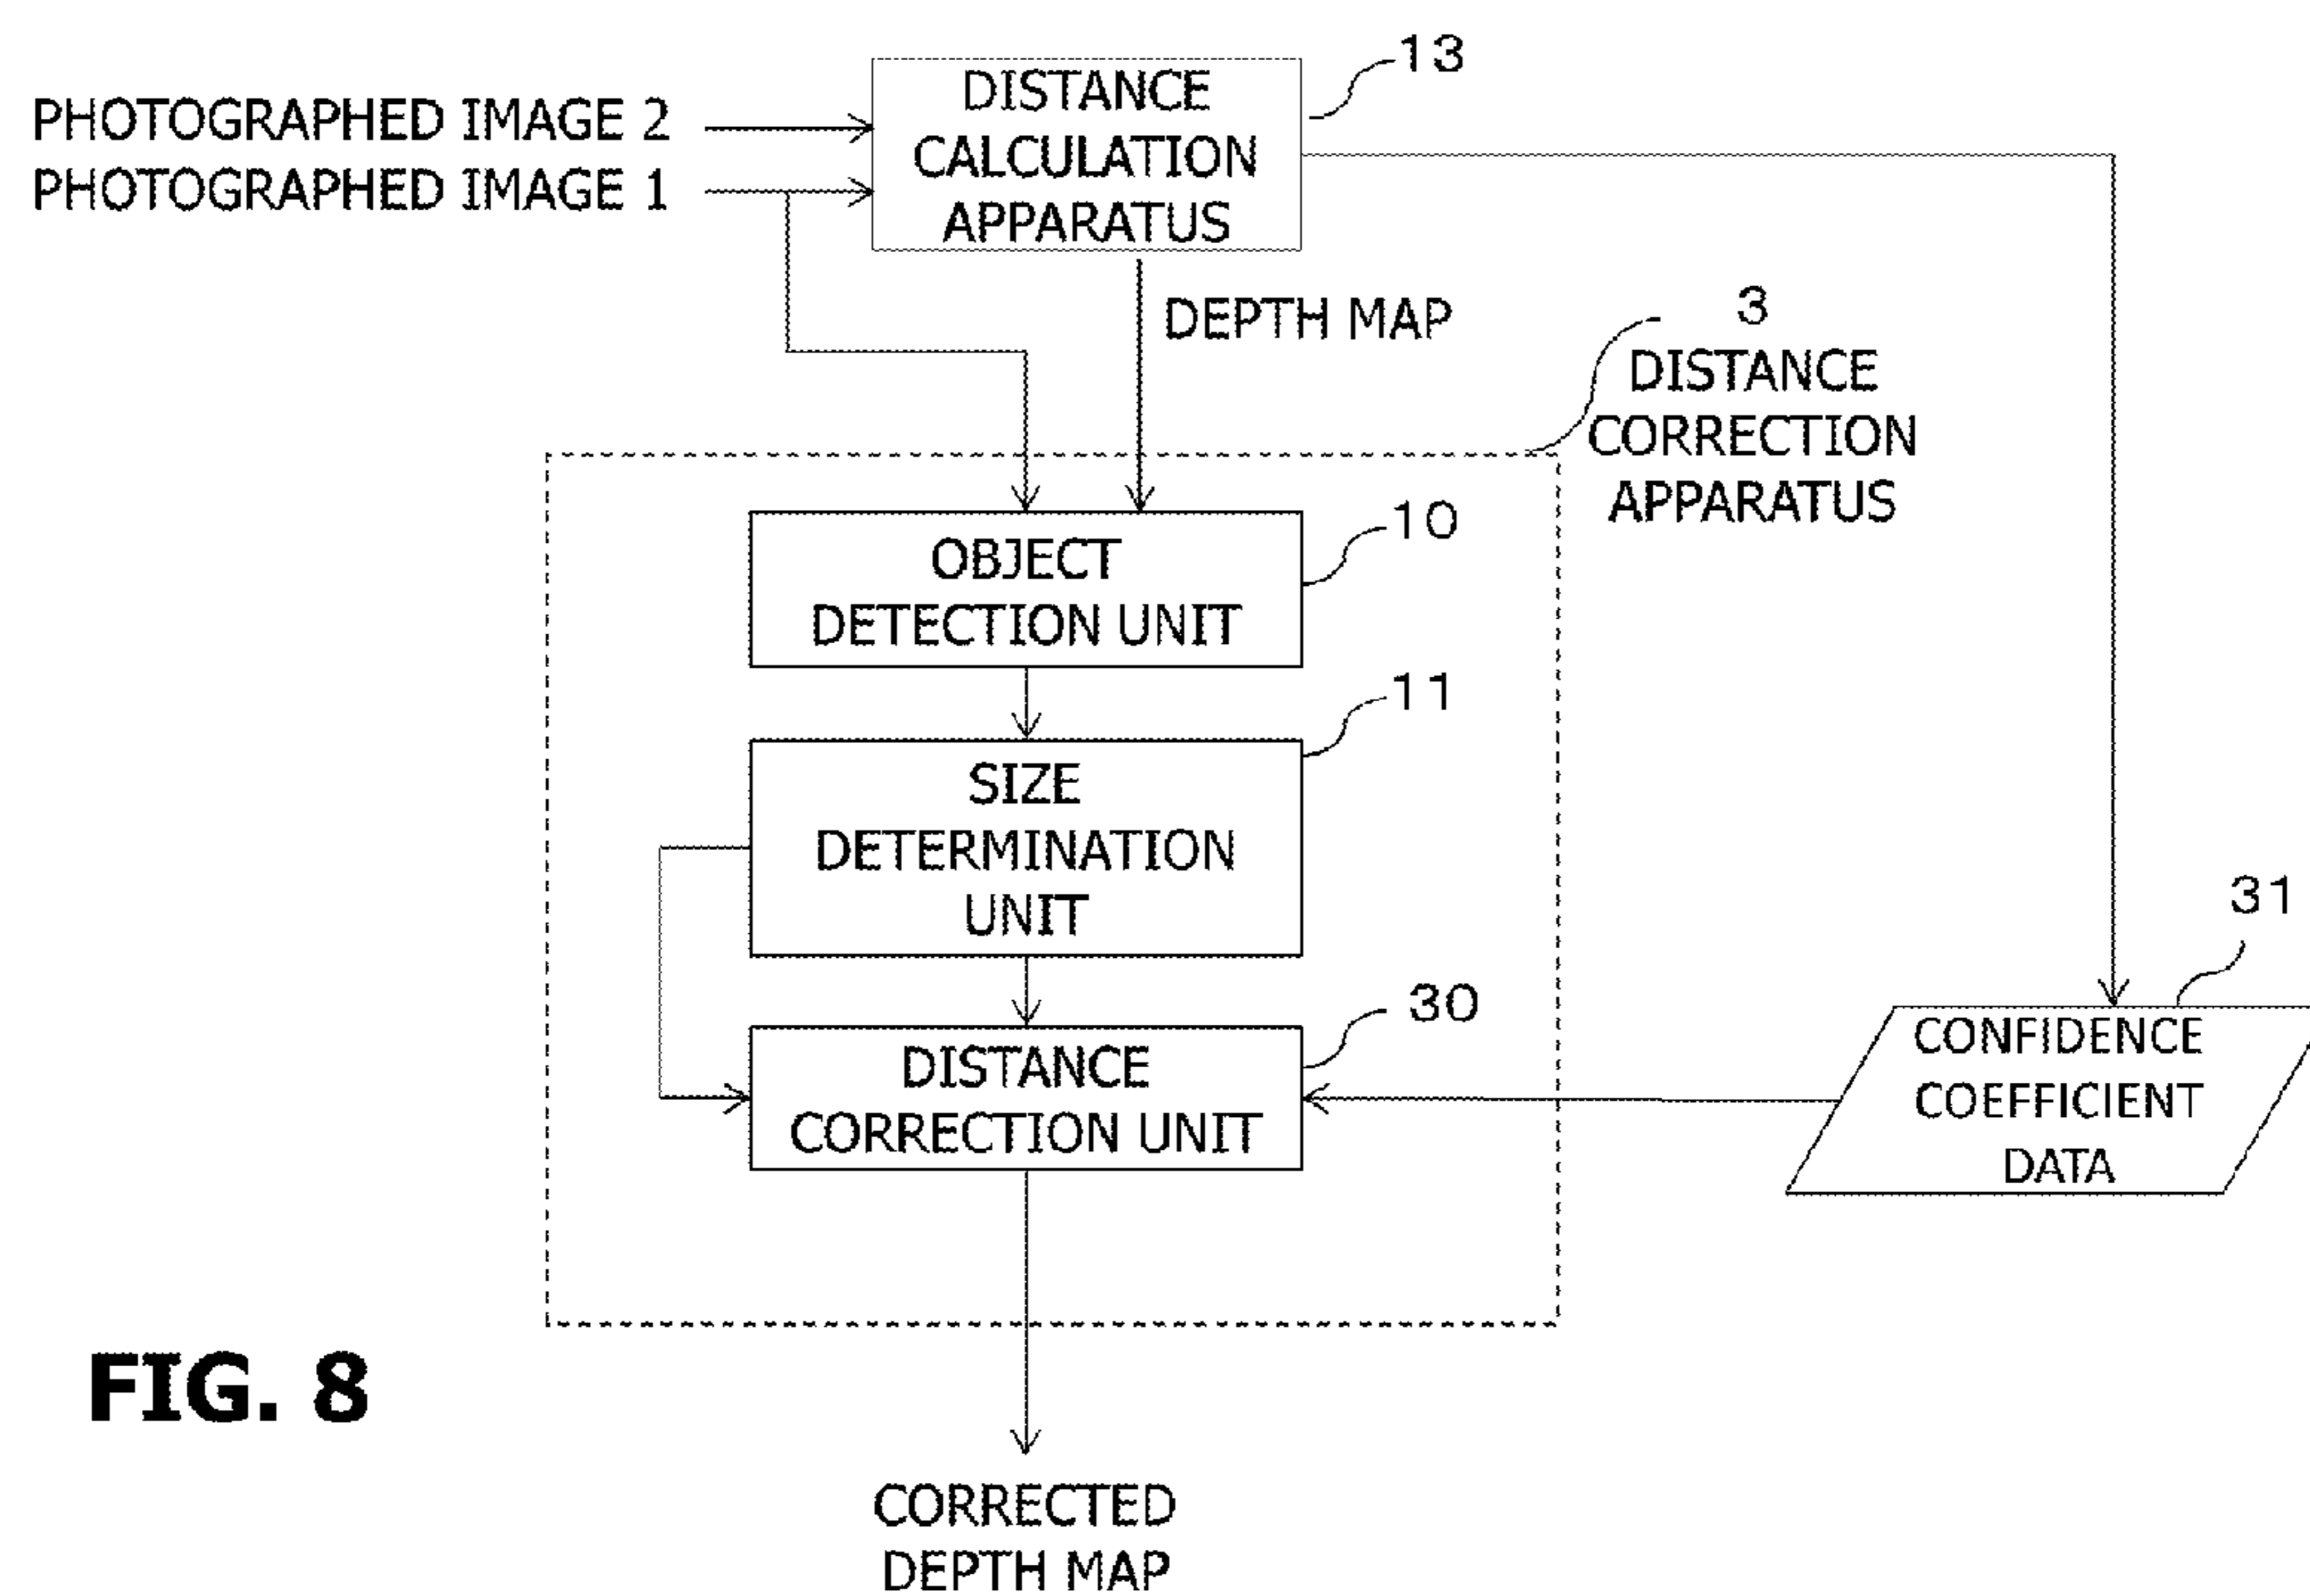 13
PHOTOGRAPHED IMAGE 2
PHOTOGRAPHED IMAGE 1
DISTANCE
CALCULATION
APPARATUS
DEPTH MAP
3
DISTANCE
CORRECTION
APPARATUS
10
OBJECT
DETECTION UNIT
11
SIZE
DETERMINATION
UNIT
30
DISTANCE
CORRECTION UNIT
31
CONFIDENCE
COEFFICIENT
DATA
FIG. 8
CORRECTED
DEPTH MAP